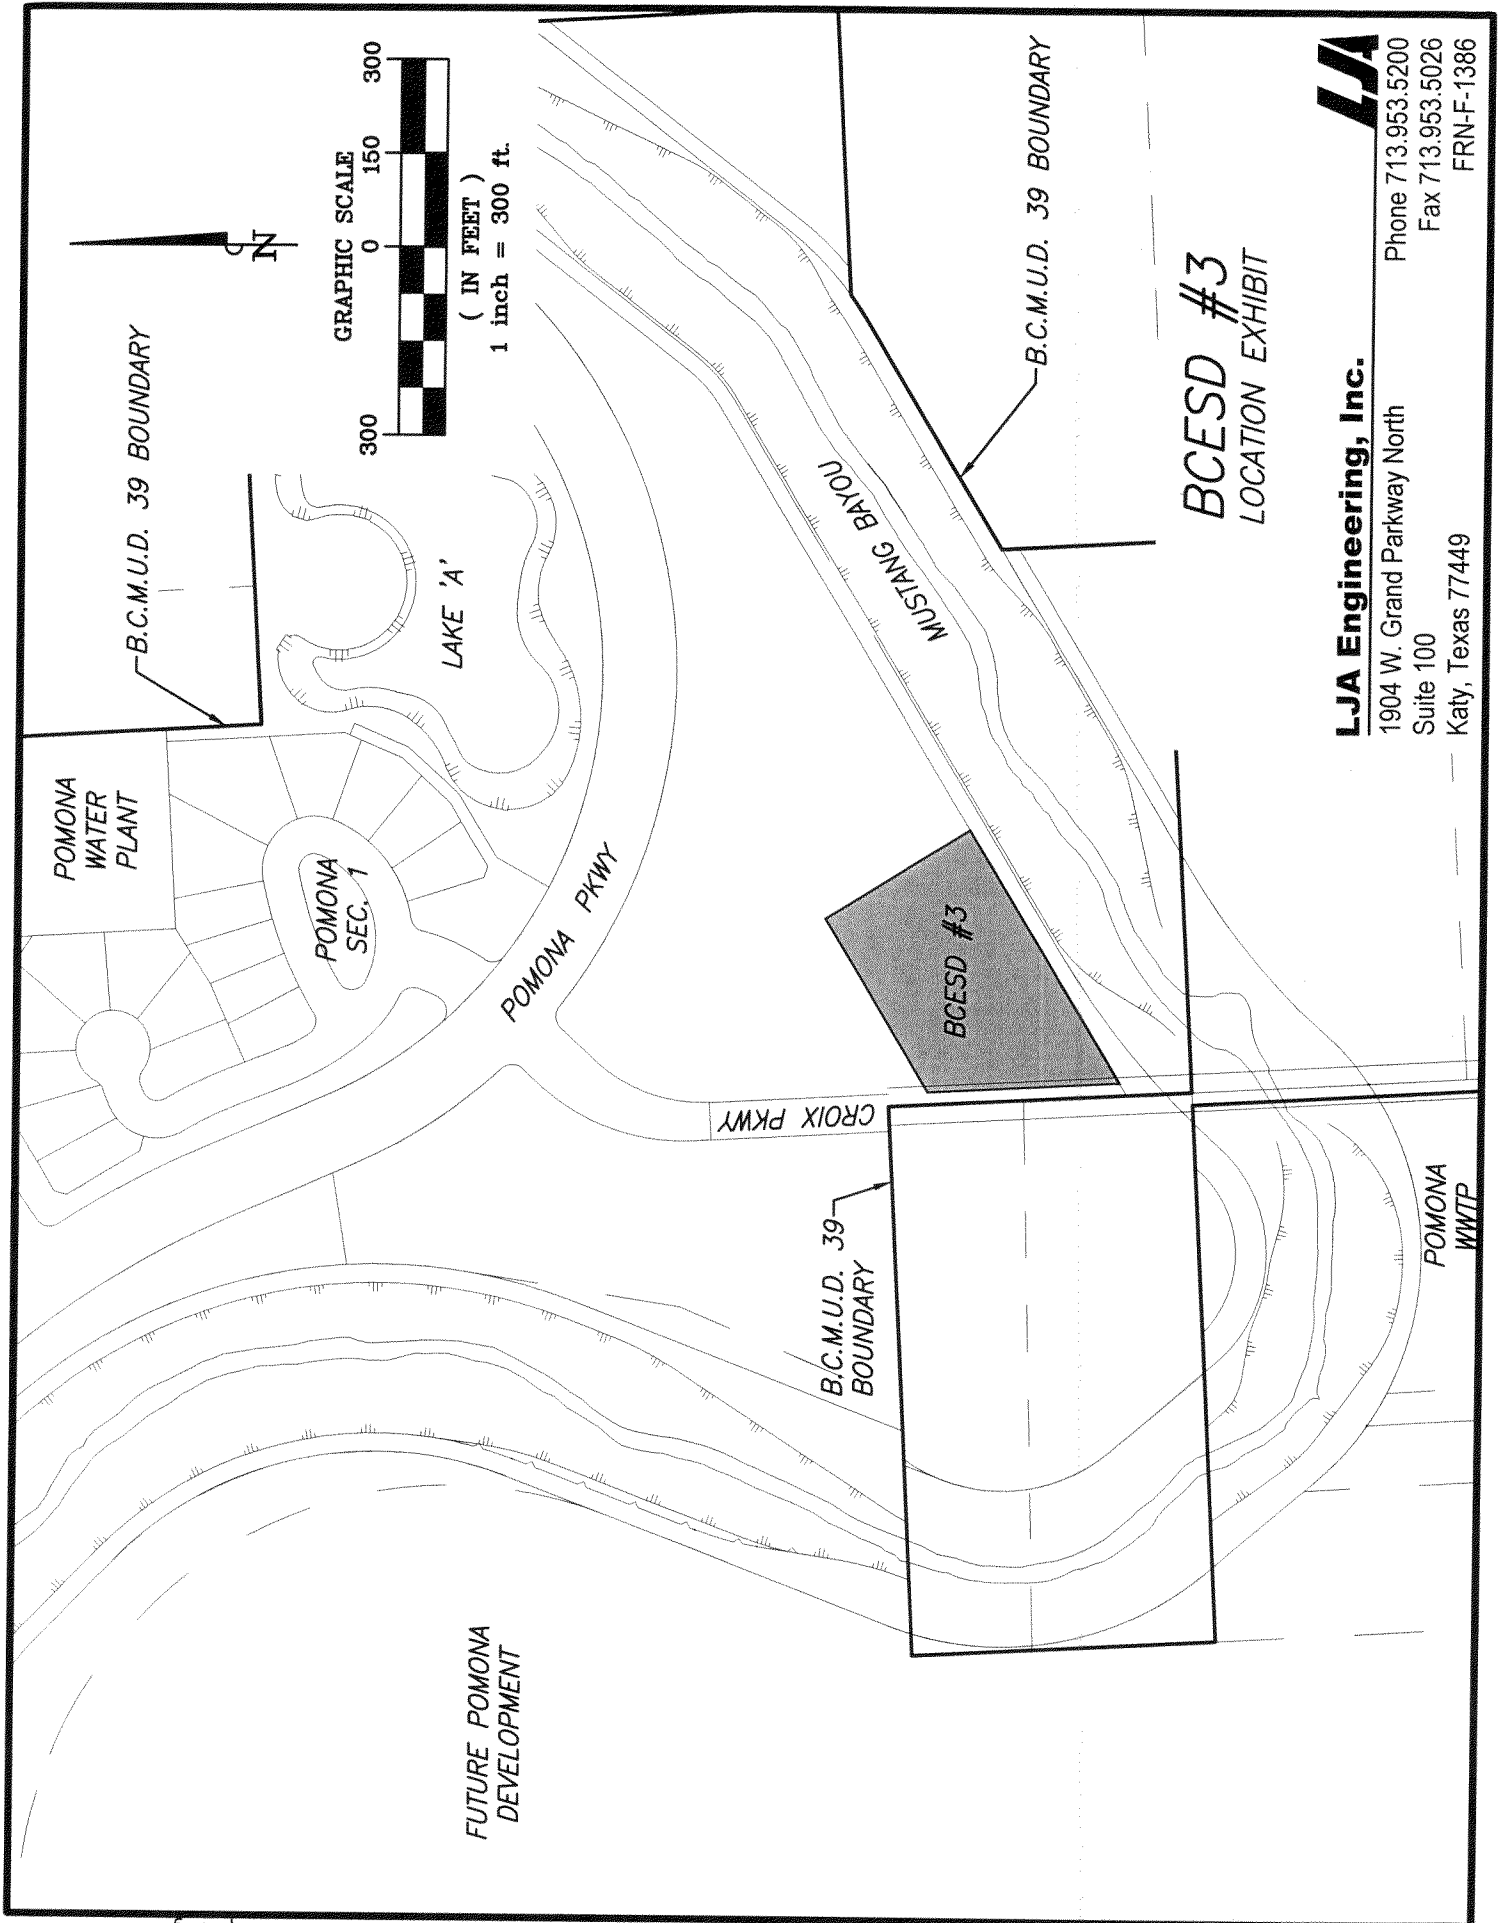 B.C.M.U.D. 39 BOUNDARY
N
GRAPHIC SCALE
300 0 150 300
( IN FEET )
1 inch = 300 ft.
POMONA
WATER
PLANT
POMONA
SEC. 1
LAKE 'A'
POMONA PKWY
FUTURE POMONA
DEVELOPMENT
CROIX PKWY
MUSTANG BAYOU
BCESD #3
B.C.M.U.D. 39
BOUNDARY
B.C.M.U.D. 39 BOUNDARY
POMONA
WWTP
BCESD #3
LOCATION EXHIBIT
LJA
LJA Engineering, Inc.
1904 W. Grand Parkway North
Suite 100
Katy, Texas 77449
Phone 713.953.5200
Fax 713.953.5026
FRN-F-1386